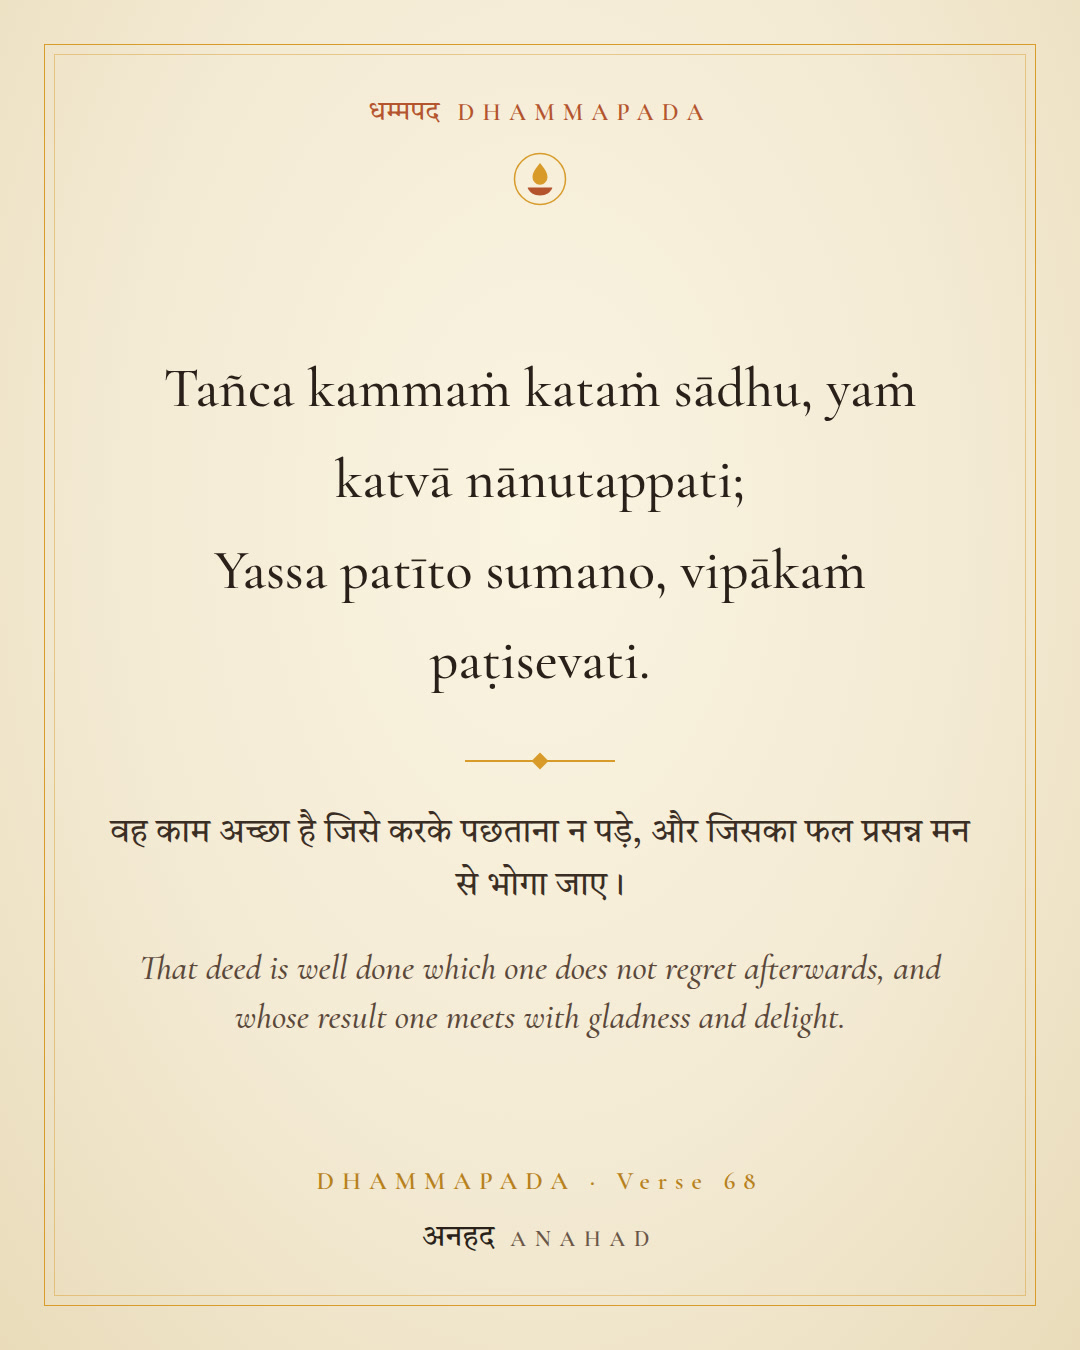 धम्मपद DHAMMAPADA
Tañca kammaṁ kataṁ sādhu, yaṁ
katvā nānutappati;
Yassa patīto sumano, vipākaṁ
paṭisevati.
वह काम अच्छा है जिसे करके पछताना न पड़े, और जिसका फल प्रसन्न मन
से भोगा जाए।
That deed is well done which one does not regret afterwards, and
whose result one meets with gladness and delight.
DHAMMAPADA · Verse 68
अनहद ANAHAD